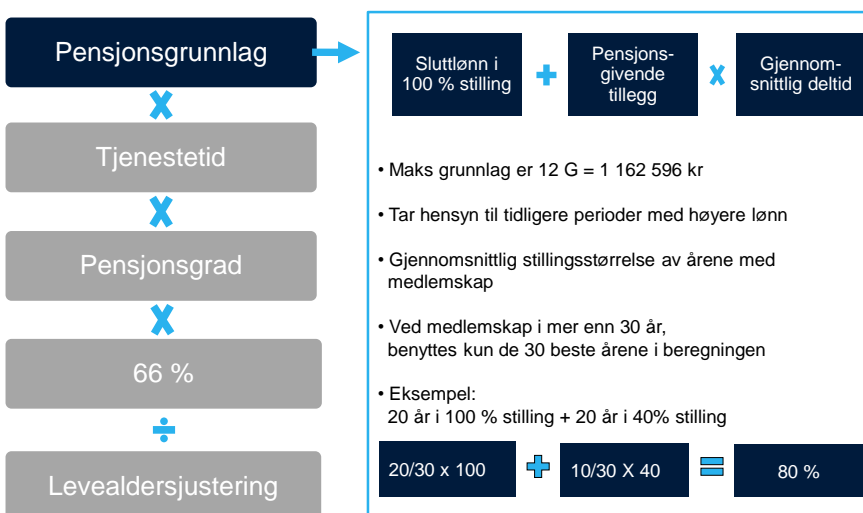 Pensjonsgrunnlag
Tjenestetid
Pensjonsgrad
66 %
Levealdersjustering
Sluttlønn i
100 % stilling
Pensjons-
givende
tillegg
Gjennom-
snittlig deltid
• Maks grunnlag er 12 G = 1 162 596 kr
• Tar hensyn til tidligere perioder med høyere lønn
• Gjennomsnittlig stillingsstørrelse av årene med
medlemskap
• Ved medlemskap i mer enn 30 år,
benyttes kun de 30 beste årene i beregningen
• Eksempel:
20 år i 100 % stilling + 20 år i 40% stilling
20/30 x 100
10/30 X 40
80 %